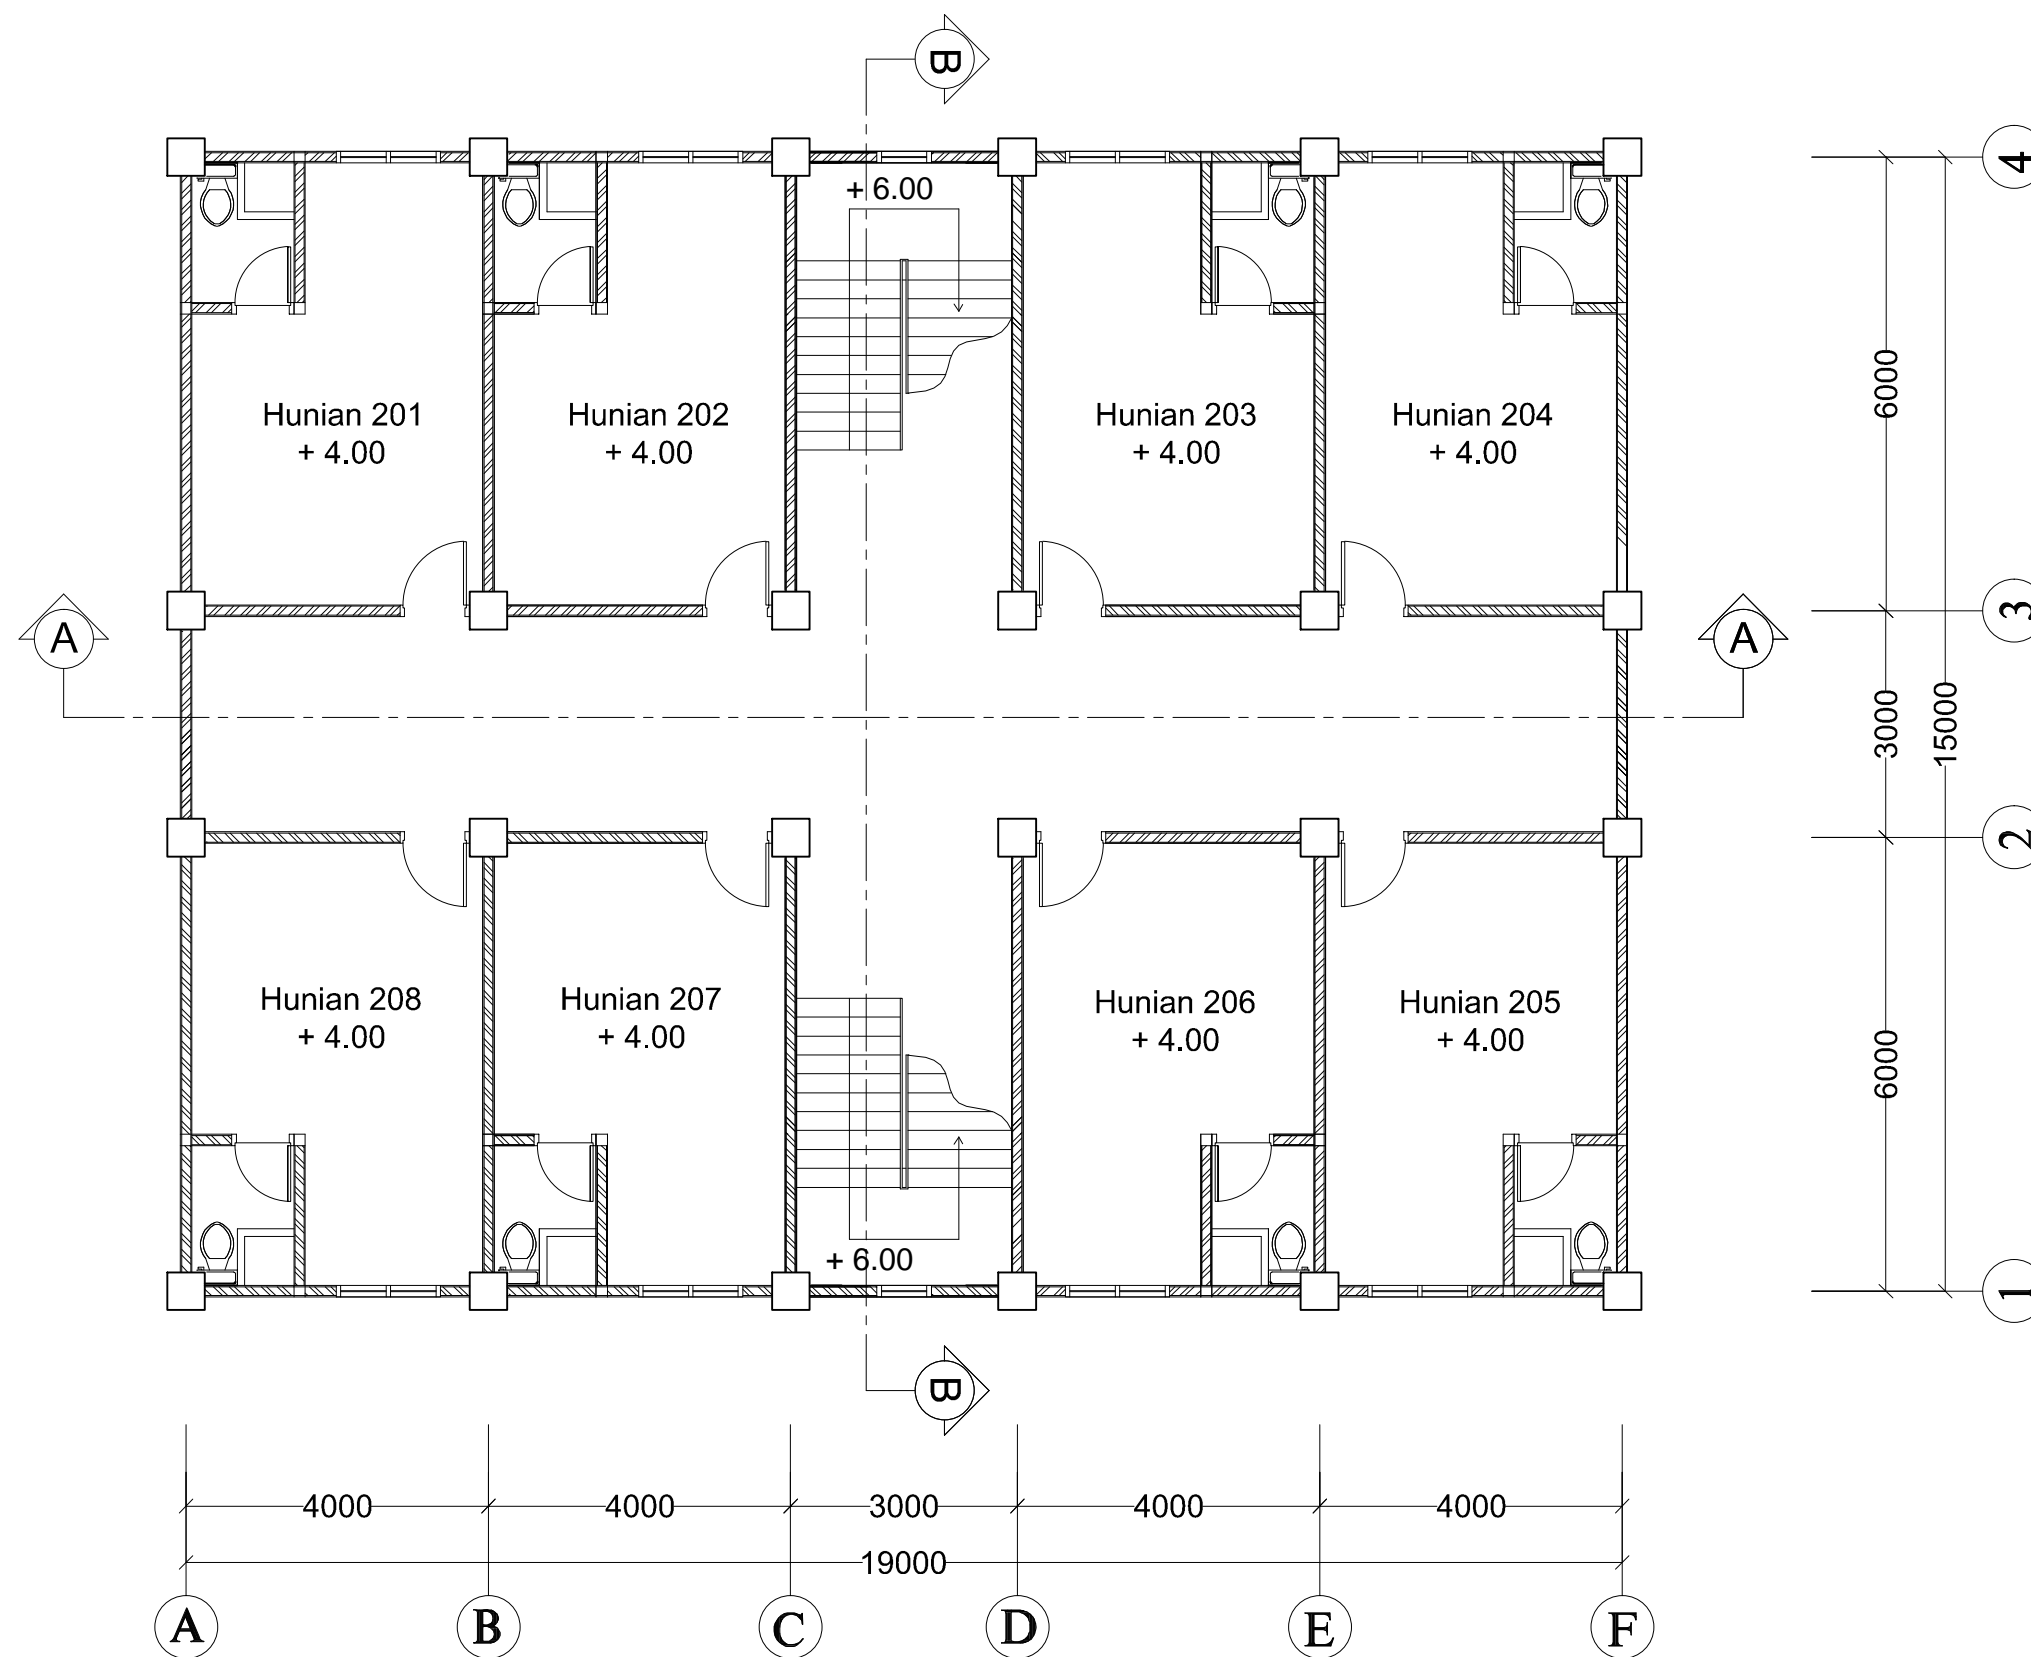 B
4
+ 6.00
6000
Hunian 201
+ 4.00
Hunian 202
+ 4.00
Hunian 203
+ 4.00
Hunian 204
+ 4.00
3
A
A
3000
15000
2
Hunian 208
+ 4.00
Hunian 207
+ 4.00
Hunian 206
+ 4.00
Hunian 205
+ 4.00
6000
+ 6.00
1
B
4000
4000
3000
4000
4000
19000
A
B
C
D
E
F